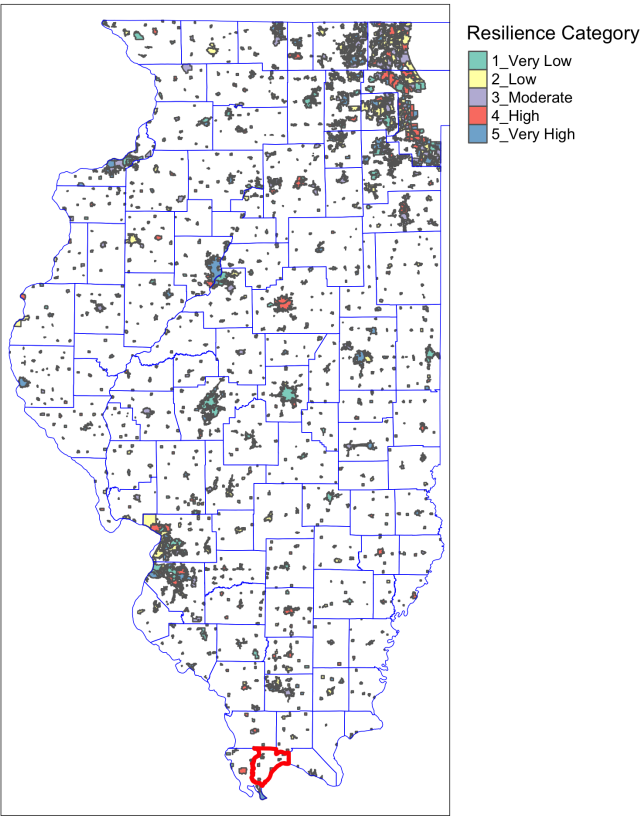 Resilience Category
1_Very Low
2_Low
3_Moderate
4_High
5_Very High